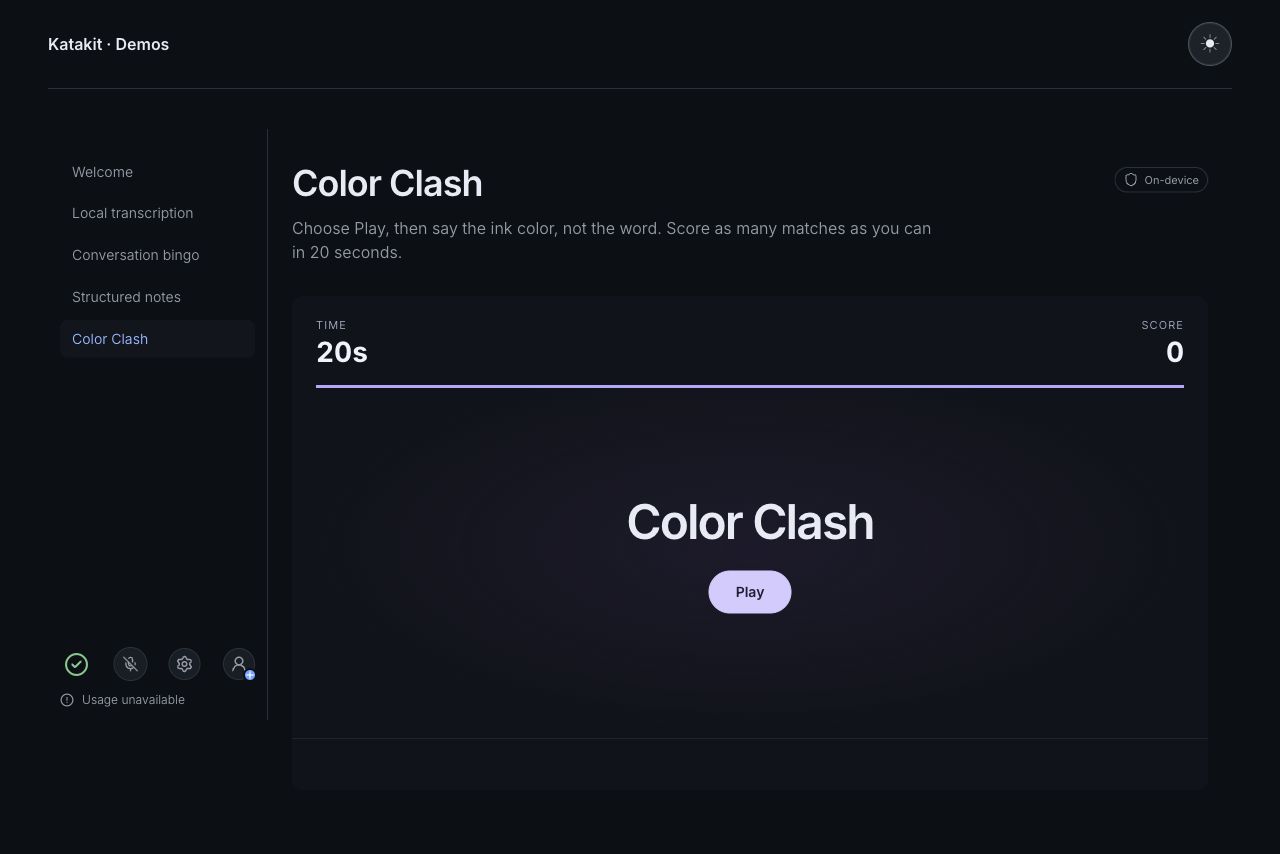 Katakit · Demos
Welcome
Local transcription
Conversation bingo
Structured notes
Color Clash
Usage unavailable
Color Clash
On-device
Choose Play, then say the ink color, not the word. Score as many matches as you can
in 20 seconds.
TIME
SCORE
20s
0
Color Clash
Play